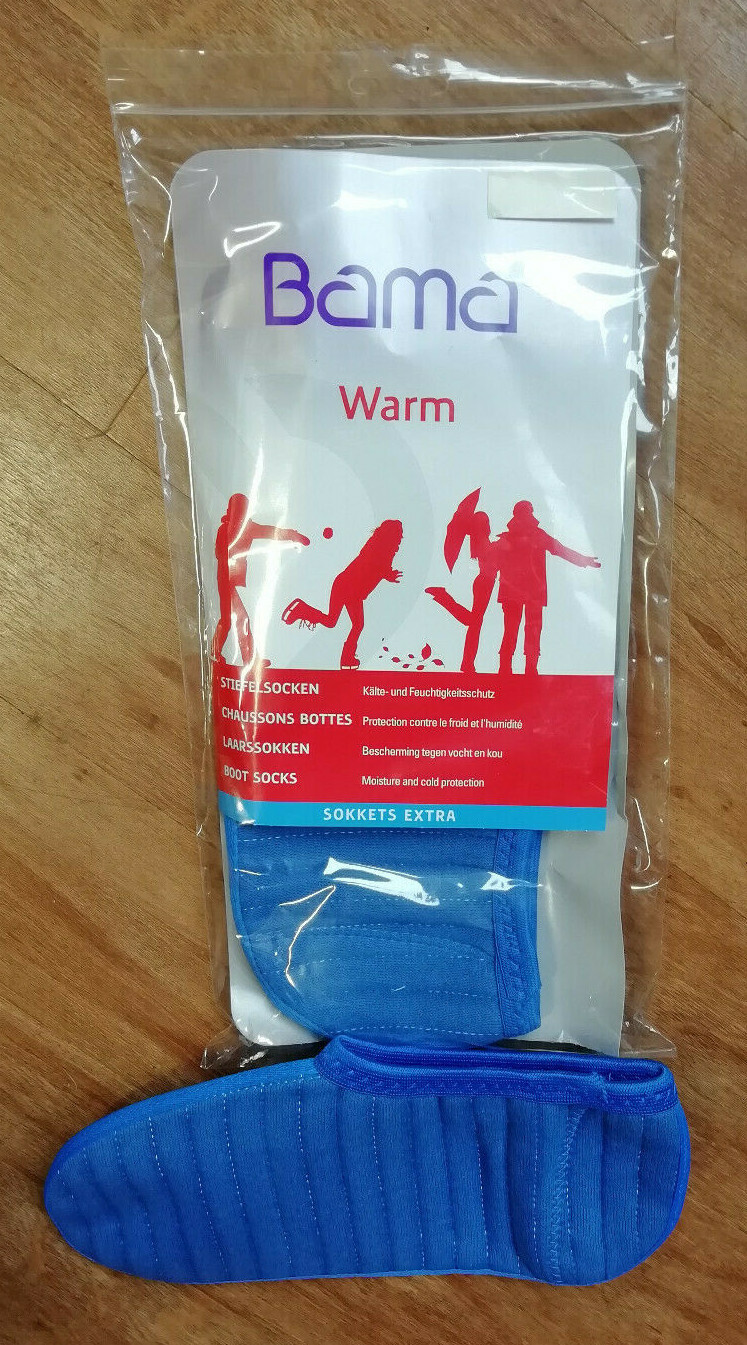 Bama
Warm
STIEFELSOCKEN Kälte- und Feuchtigkeitsschutz
CHAUSSONS BOTTES Protection contre le froid et l'humidité
LAARSSOKKEN Bescherming tegen vocht en kou
BOOT SOCKS Moisture and cold protection
SOKKETS EXTRA